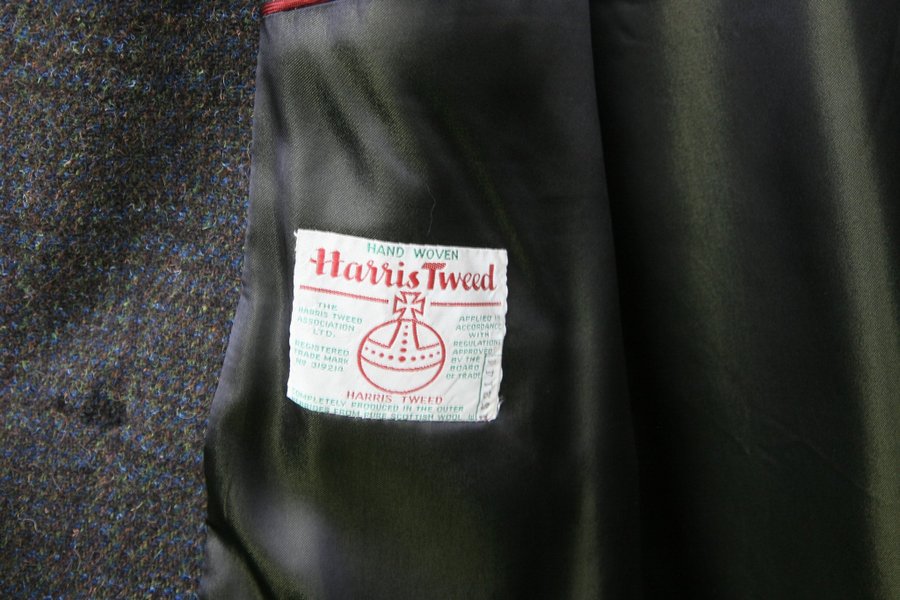 HAND WOVEN
Harris Tweed
THE
HARRIS TWEED
ASSOCIATION
LTD.
REGISTERED
TRADE MARK
Nº 319214
APPLIED IN
ACCORDANCE
WITH
REGULATIONS
APPROVED
BY THE
BOARD
OF TRADE
HARRIS TWEED
COMPLETELY PRODUCED IN THE OUTER
HEBRIDES FROM PURE SCOTTISH WOOL